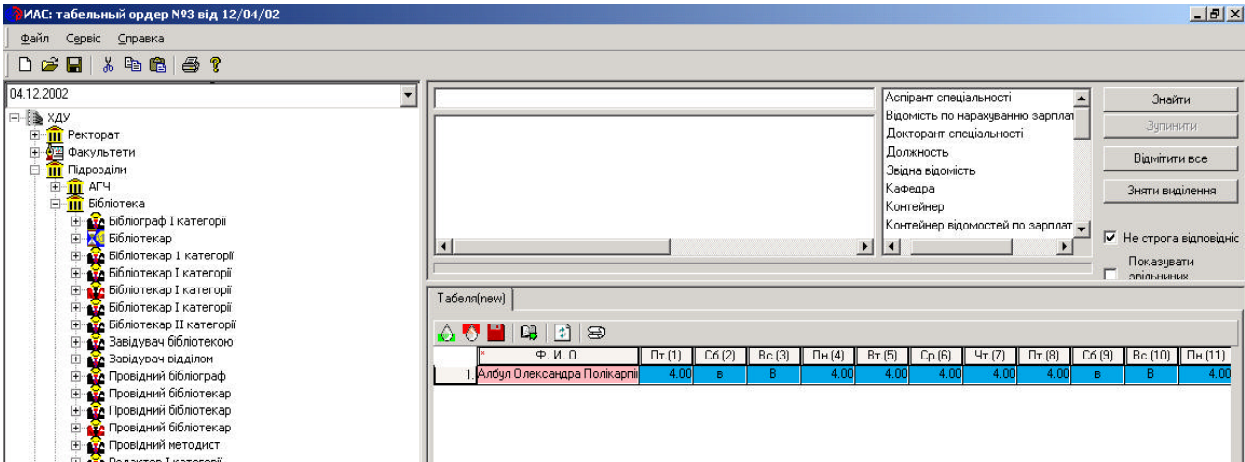 ИАС: табельный ордер №3 від 12/04/02
Файл Сервіс Справка
04.12.2002
ХДУ
Ректорат
Факультети
Підрозділи
АГЧ
Бібліотека
Бібліограф І категорії
Бібліотекар
Бібліотекар 1 категорії
Бібліотекар І категорії
Бібліотекар І категорії
Бібліотекар І категорії
Бібліотекар ІІ категорії
Завідувач бібліотекою
Завідувач відділом
Провідний бібліограф
Провідний бібліотекар
Провідний бібліотекар
Провідний бібліотекар
Провідний методист
Редактор І категорії
Аспірант спеціальності
Відомість по нарахуванню зарплат
Докторант спеціальності
Должность
Звідна відомість
Кафедра
Контейнер
Контейнер відомостей по зарплат
Знайти
Зупинити
Відмітити все
Зняти виділення
Не строга відповідніс
Показувати
звільнених
Табеля(new)
Ф И О Пт (1) Сб (2) Вс (3) Пн (4) Вт (5) Ср (6) Чт (7) Пт (8) Сб (9) Вс (10) Пн (11)
1. Албул Олександра Полікарпі 4.00 в В 4.00 4.00 4.00 4.00 4.00 в В 4.00